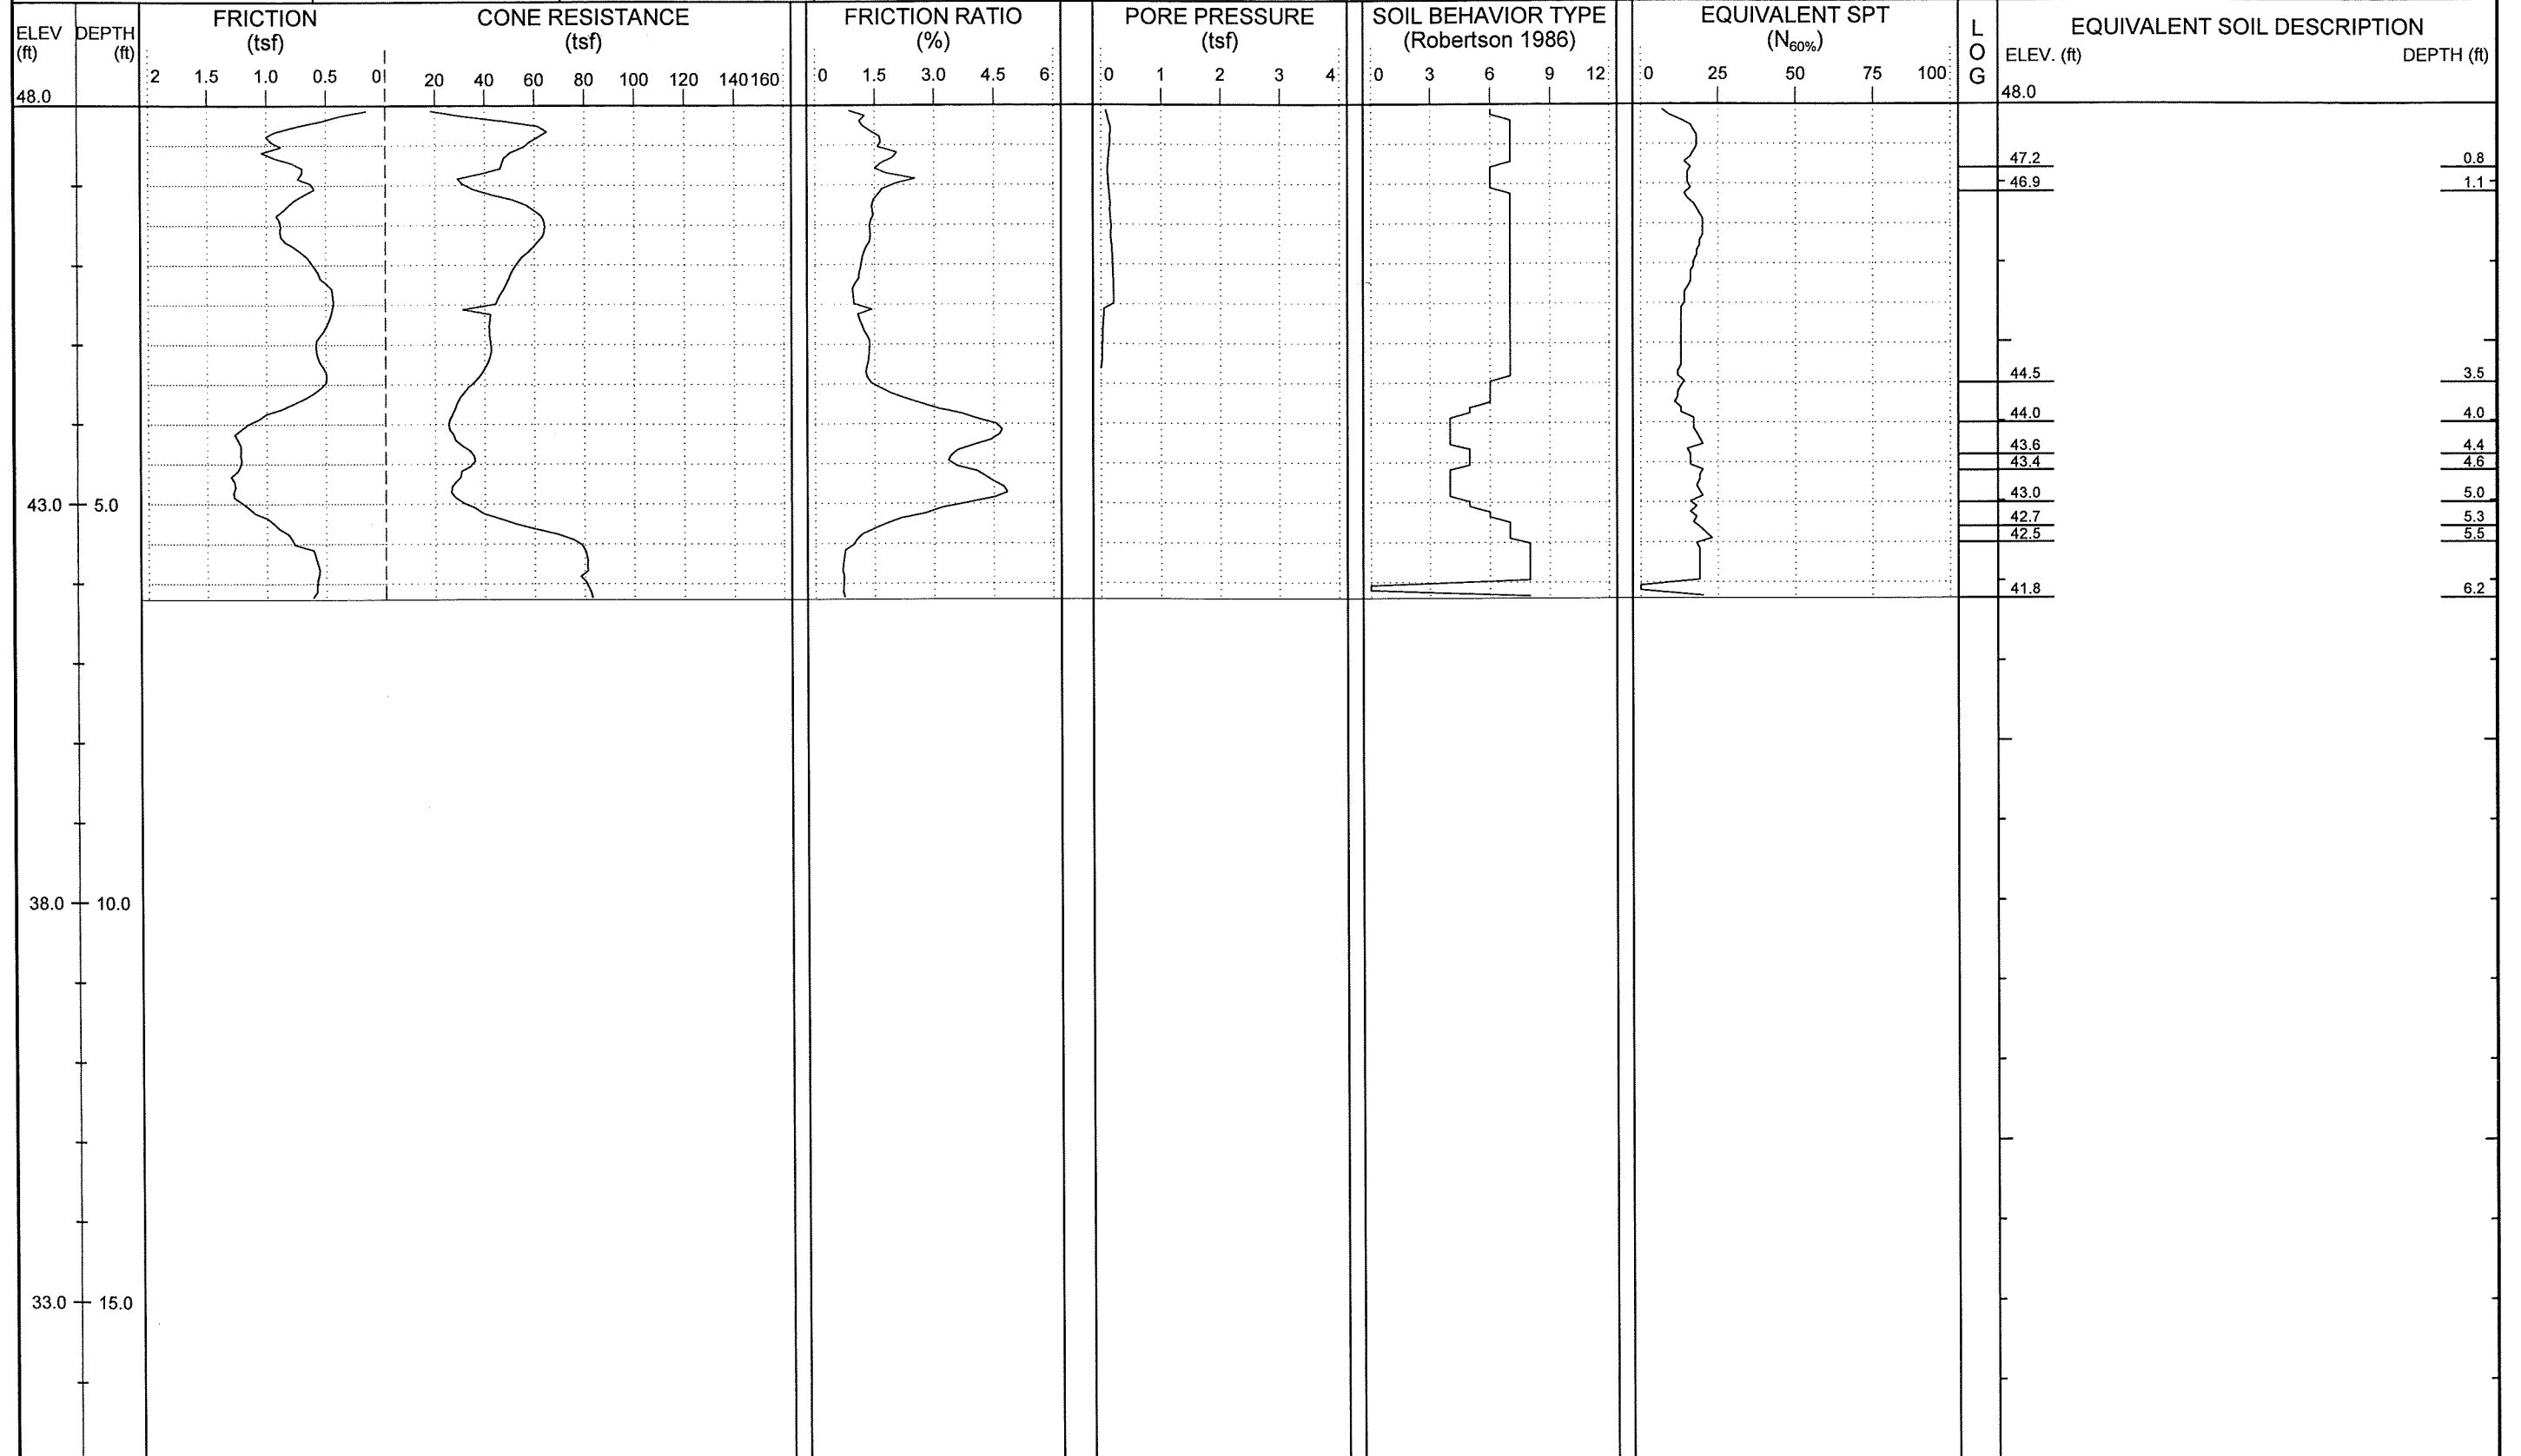 ELEV (ft)
DEPTH (ft)
FRICTION
(tsf)
2 1.5 1.0 0.5 0
CONE RESISTANCE
(tsf)
20 40 60 80 100 120 140 160
FRICTION RATIO
(%)
0 1.5 3.0 4.5 6
PORE PRESSURE
(tsf)
0 1 2 3 4
SOIL BEHAVIOR TYPE
(Robertson 1986)
0 3 6 9 12
EQUIVALENT SPT
(N60%)
0 25 50 75 100
LOG
EQUIVALENT SOIL DESCRIPTION
ELEV. (ft) DEPTH (ft)
48.0 48.0
47.2 0.8
46.9 1.1
44.5 3.5
44.0 4.0
43.6 4.4
43.4 4.6
43.0 5.0 43.0 5.0
42.7 5.3
42.5 5.5
41.8 6.2
38.0 10.0
33.0 15.0